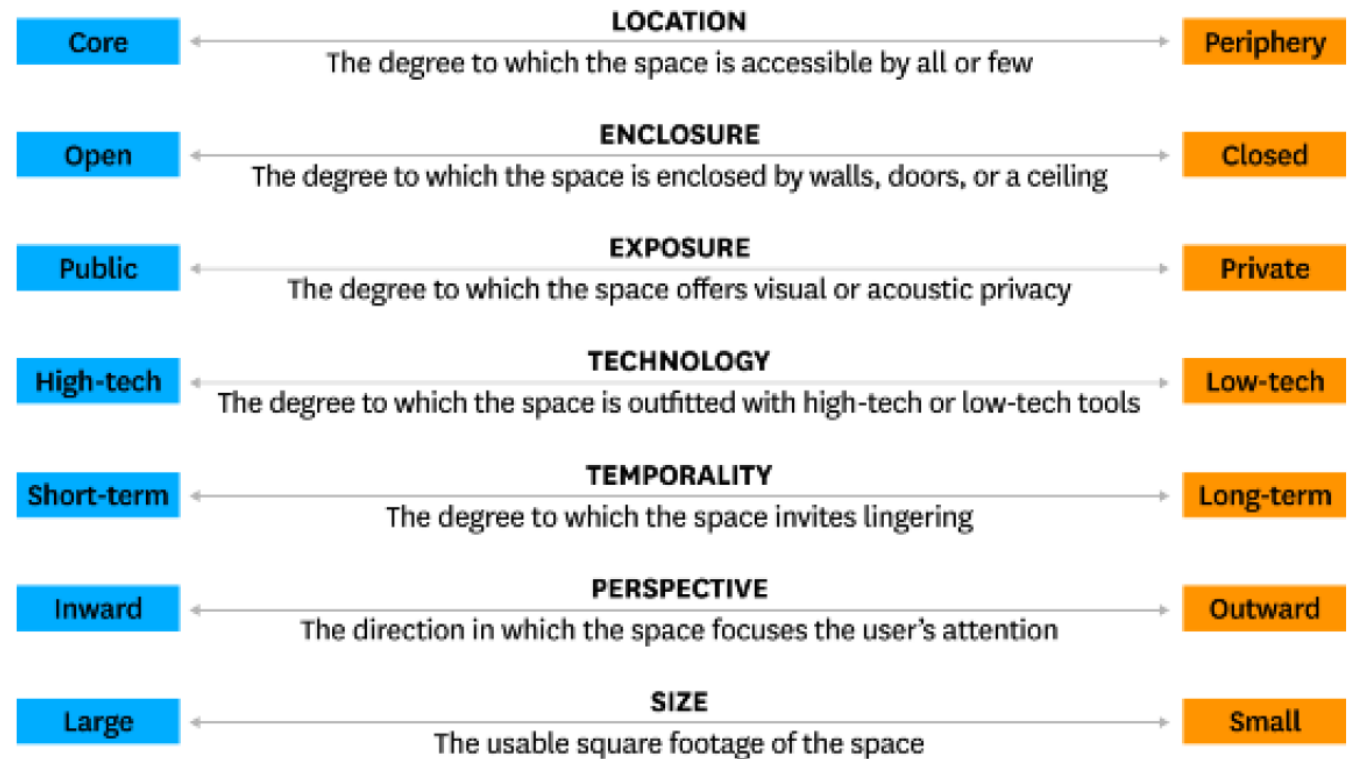 LOCATION
Core
Periphery
The degree to which the space is accessible by all or few
ENCLOSURE
Open
Closed
The degree to which the space is enclosed by walls, doors, or a ceiling
EXPOSURE
Public
Private
The degree to which the space offers visual or acoustic privacy
TECHNOLOGY
High-tech
Low-tech
The degree to which the space is outfitted with high-tech or low-tech tools
TEMPORALITY
Short-term
Long-term
The degree to which the space invites lingering
PERSPECTIVE
Inward
Outward
The direction in which the space focuses the user's attention
SIZE
Large
Small
The usable square footage of the space